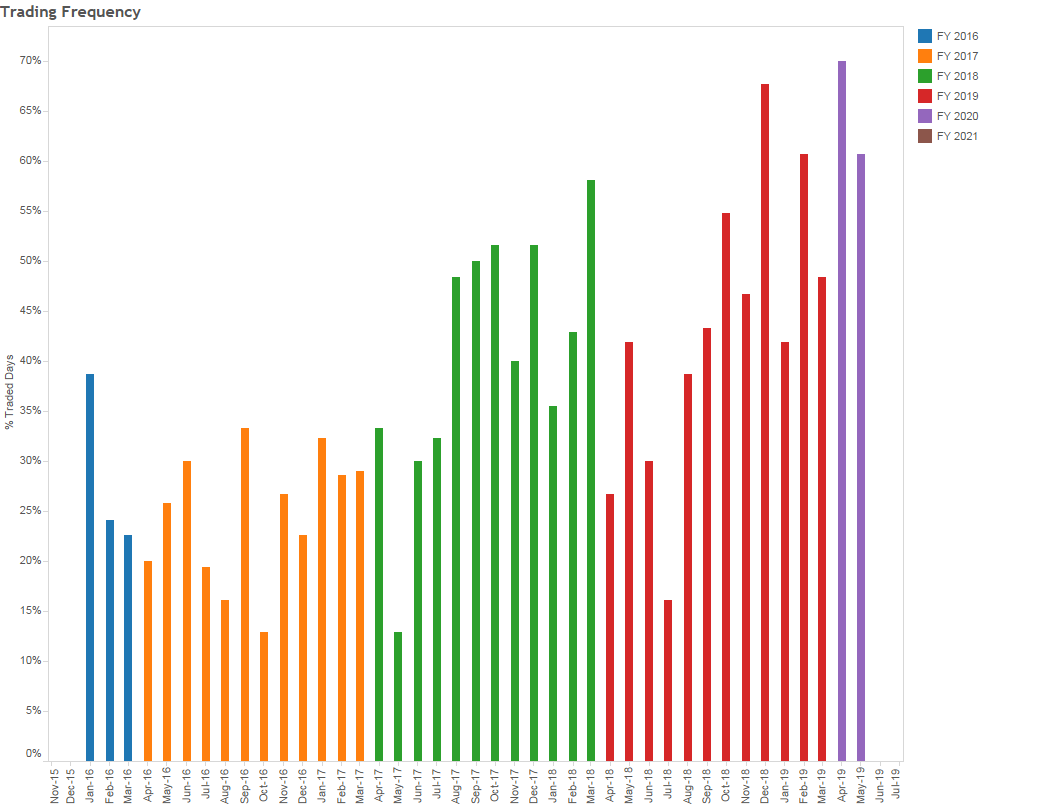 Trading Frequency
FY 2016
FY 2017
FY 2018
FY 2019
FY 2020
FY 2021
% Traded Days
70%
65%
60%
55%
50%
45%
40%
35%
30%
25%
20%
15%
10%
5%
0%
Nov-15
Dec-15
Jan-16
Feb-16
Mar-16
Apr-16
May-16
Jun-16
Jul-16
Aug-16
Sep-16
Oct-16
Nov-16
Dec-16
Jan-17
Feb-17
Mar-17
Apr-17
May-17
Jun-17
Jul-17
Aug-17
Sep-17
Oct-17
Nov-17
Dec-17
Jan-18
Feb-18
Mar-18
Apr-18
May-18
Jun-18
Jul-18
Aug-18
Sep-18
Oct-18
Nov-18
Dec-18
Jan-19
Feb-19
Mar-19
Apr-19
May-19
Jun-19
Jul-19